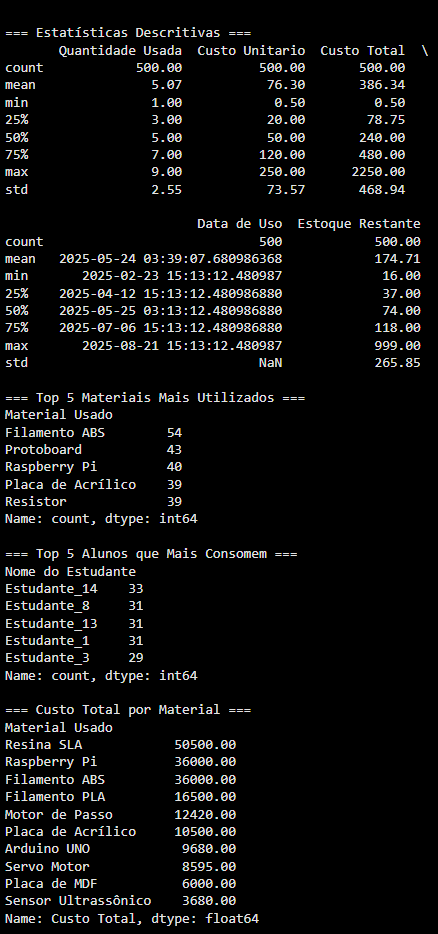 === Estatísticas Descritivas ===
       Quantidade Usada  Custo Unitario  Custo Total  \
count            500.00          500.00       500.00
mean               5.07           76.30       386.34
min                1.00            0.50         0.50
25%                3.00           20.00        78.75
50%                5.00           50.00       240.00
75%                7.00          120.00       480.00
max                9.00          250.00      2250.00
std                2.55           73.57       468.94
                         Data de Uso  Estoque Restante
count                            500            500.00
mean   2025-05-24 03:39:07.680986368            174.71
min       2025-02-23 15:13:12.480987             16.00
25%    2025-04-12 15:13:12.480986880             37.00
50%    2025-05-25 03:13:12.480986880             74.00
75%    2025-07-06 15:13:12.480986880            118.00
max       2025-08-21 15:13:12.480987            999.00
std                              NaN            265.85
=== Top 5 Materiais Mais Utilizados ===
Material Usado
Filamento ABS        54
Protoboard           43
Raspberry Pi         40
Placa de Acrílico    39
Resistor             39
Name: count, dtype: int64
=== Top 5 Alunos que Mais Consomem ===
Nome do Estudante
Estudante_14    33
Estudante_8     31
Estudante_13    31
Estudante_1     31
Estudante_3     29
Name: count, dtype: int64
=== Custo Total por Material ===
Material Usado
Resina SLA            50500.00
Raspberry Pi          36000.00
Filamento ABS         36000.00
Filamento PLA         16500.00
Motor de Passo        12420.00
Placa de Acrílico     10500.00
Arduino UNO            9680.00
Servo Motor            8595.00
Placa de MDF           6000.00
Sensor Ultrassônico    3680.00
Name: Custo Total, dtype: float64